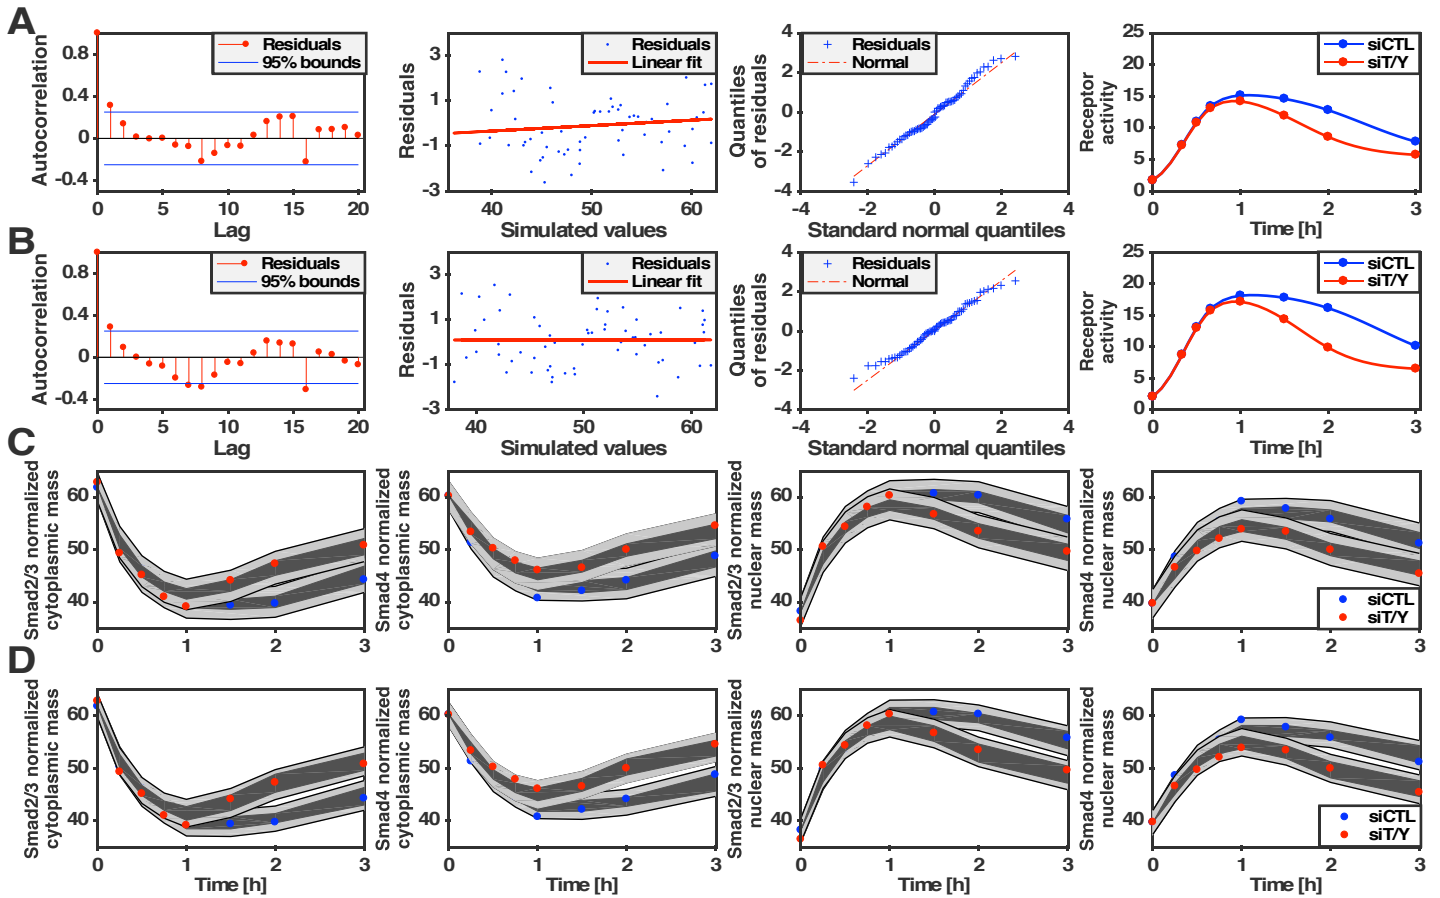 A
Autocorrelation
0.8
0.4
0
-0.4
0
5
10
15
20
Lag
Residuals
95% bounds
Residuals
3
1
-1
-3
40
50
60
Simulated values
Residuals
Linear fit
Quantiles
of residuals
4
2
0
-2
-4
-4
-2
0
2
4
Standard normal quantiles
Residuals
Normal
Receptor
activity
25
20
15
10
5
0
0
1
2
3
Time [h]
siCTL
siT/Y
B
Autocorrelation
0.8
0.4
0
-0.4
0
5
10
15
20
Lag
Residuals
95% bounds
Residuals
3
1
-1
-3
40
50
60
Simulated values
Residuals
Linear fit
Quantiles
of residuals
4
2
0
-2
-4
-4
-2
0
2
4
Standard normal quantiles
Residuals
Normal
Receptor
activity
25
20
15
10
5
0
0
1
2
3
Time [h]
siCTL
siT/Y
C
Smad2/3 normalized
cytoplasmic mass
60
50
40
0
1
2
3
Smad4 normalized
cytoplasmic mass
60
50
40
0
1
2
3
Smad2/3 normalized
nuclear mass
60
50
40
0
1
2
3
Smad4 normalized
nuclear mass
60
50
40
0
1
2
3
siCTL
siT/Y
D
Smad2/3 normalized
cytoplasmic mass
60
50
40
0
1
2
3
Time [h]
Smad4 normalized
cytoplasmic mass
60
50
40
0
1
2
3
Time [h]
Smad2/3 normalized
nuclear mass
60
50
40
0
1
2
3
Time [h]
Smad4 normalized
nuclear mass
60
50
40
0
1
2
3
Time [h]
siCTL
siT/Y